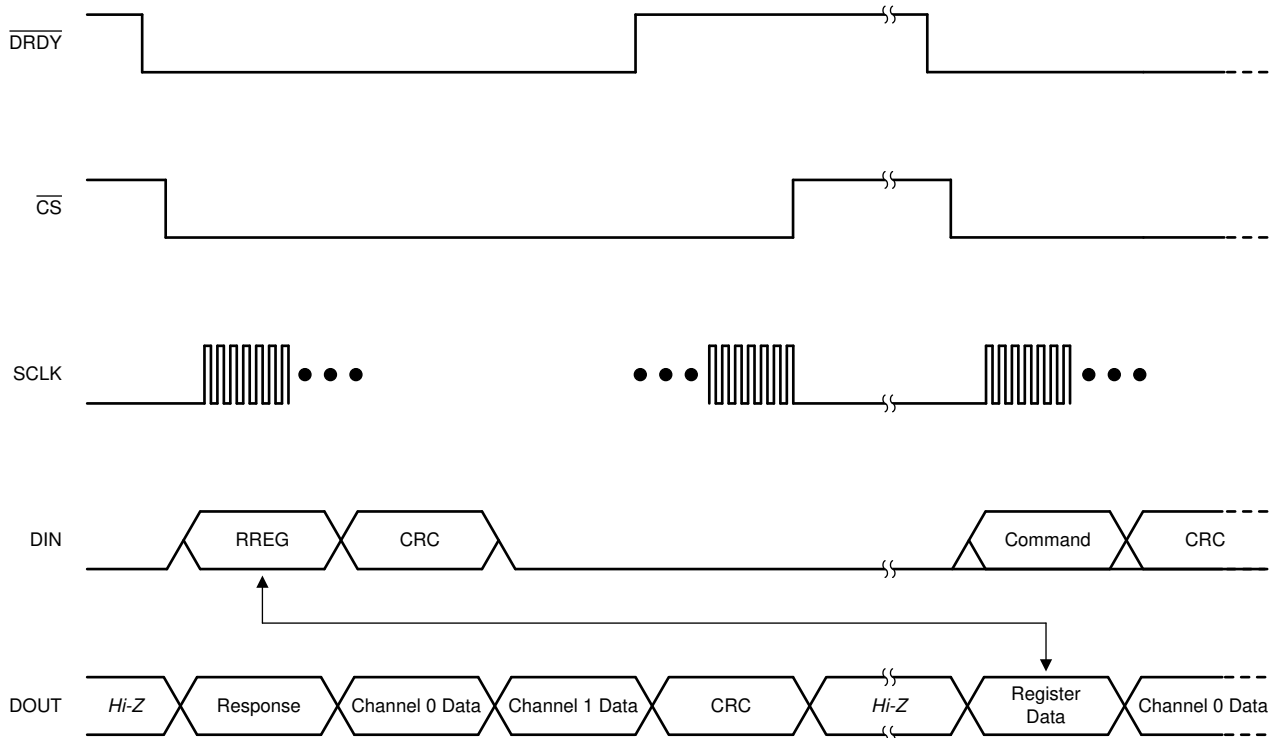 DRDY
CS
SCLK
DIN
RREG
CRC
Command
CRC
DOUT
Hi-Z
Response
Channel 0 Data
Channel 1 Data
CRC
Hi-Z
Register
Data
Channel 0 Data